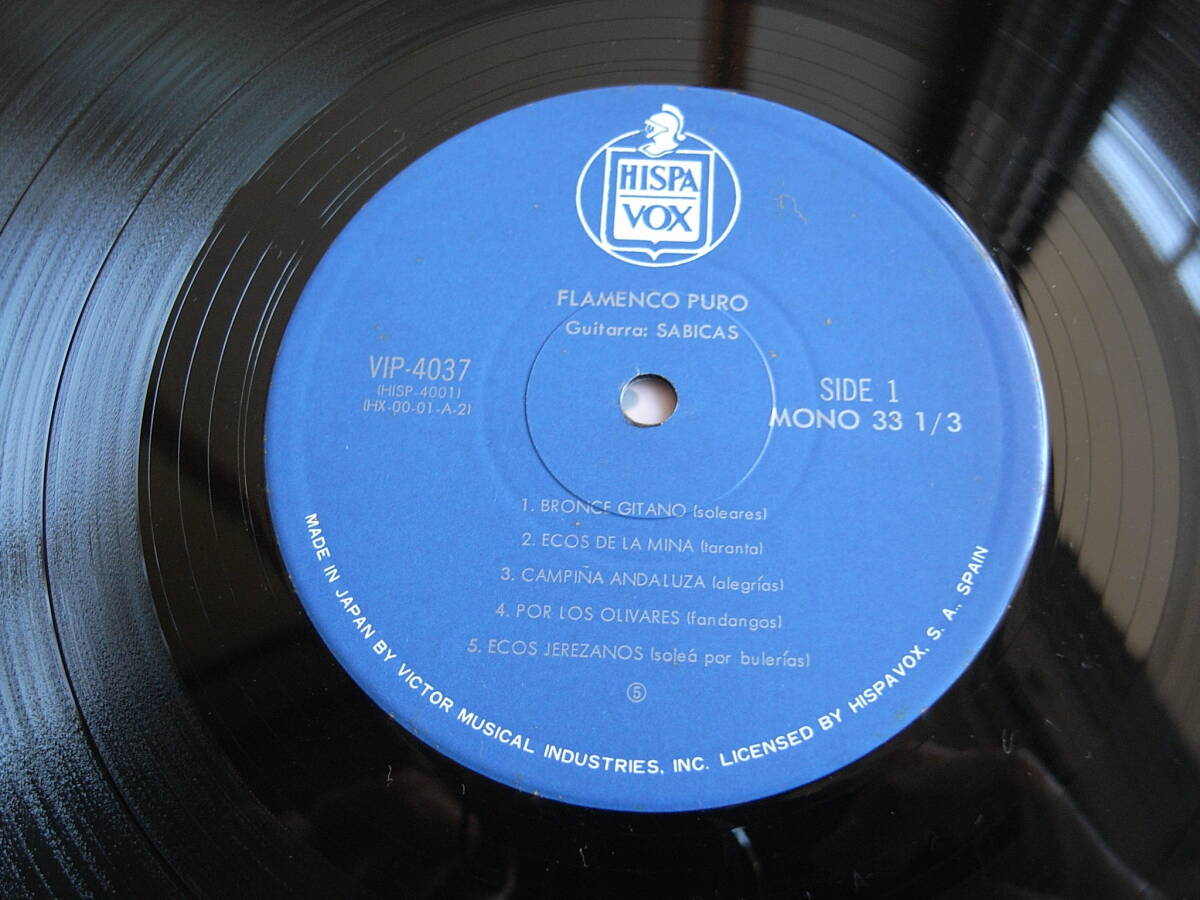 HISPA
VOX
FLAMENCO PURO
Guitarra: SABICAS
VIP-4037
(HISP-4001)
(HX-00-01-A-2)
SIDE 1
MONO 33 1/3
1. BRONCE GITANO (soleares)
2. ECOS DE LA MINA (taranta)
3. CAMPIÑA ANDALUZA (alegrías)
4. POR LOS OLIVARES (fandangos)
5. ECOS JEREZANOS (soleá por bulerías)
⑤
MADE IN JAPAN BY VICTOR MUSICAL INDUSTRIES, INC. LICENSED BY HISPAVOX, S. A., SPAIN